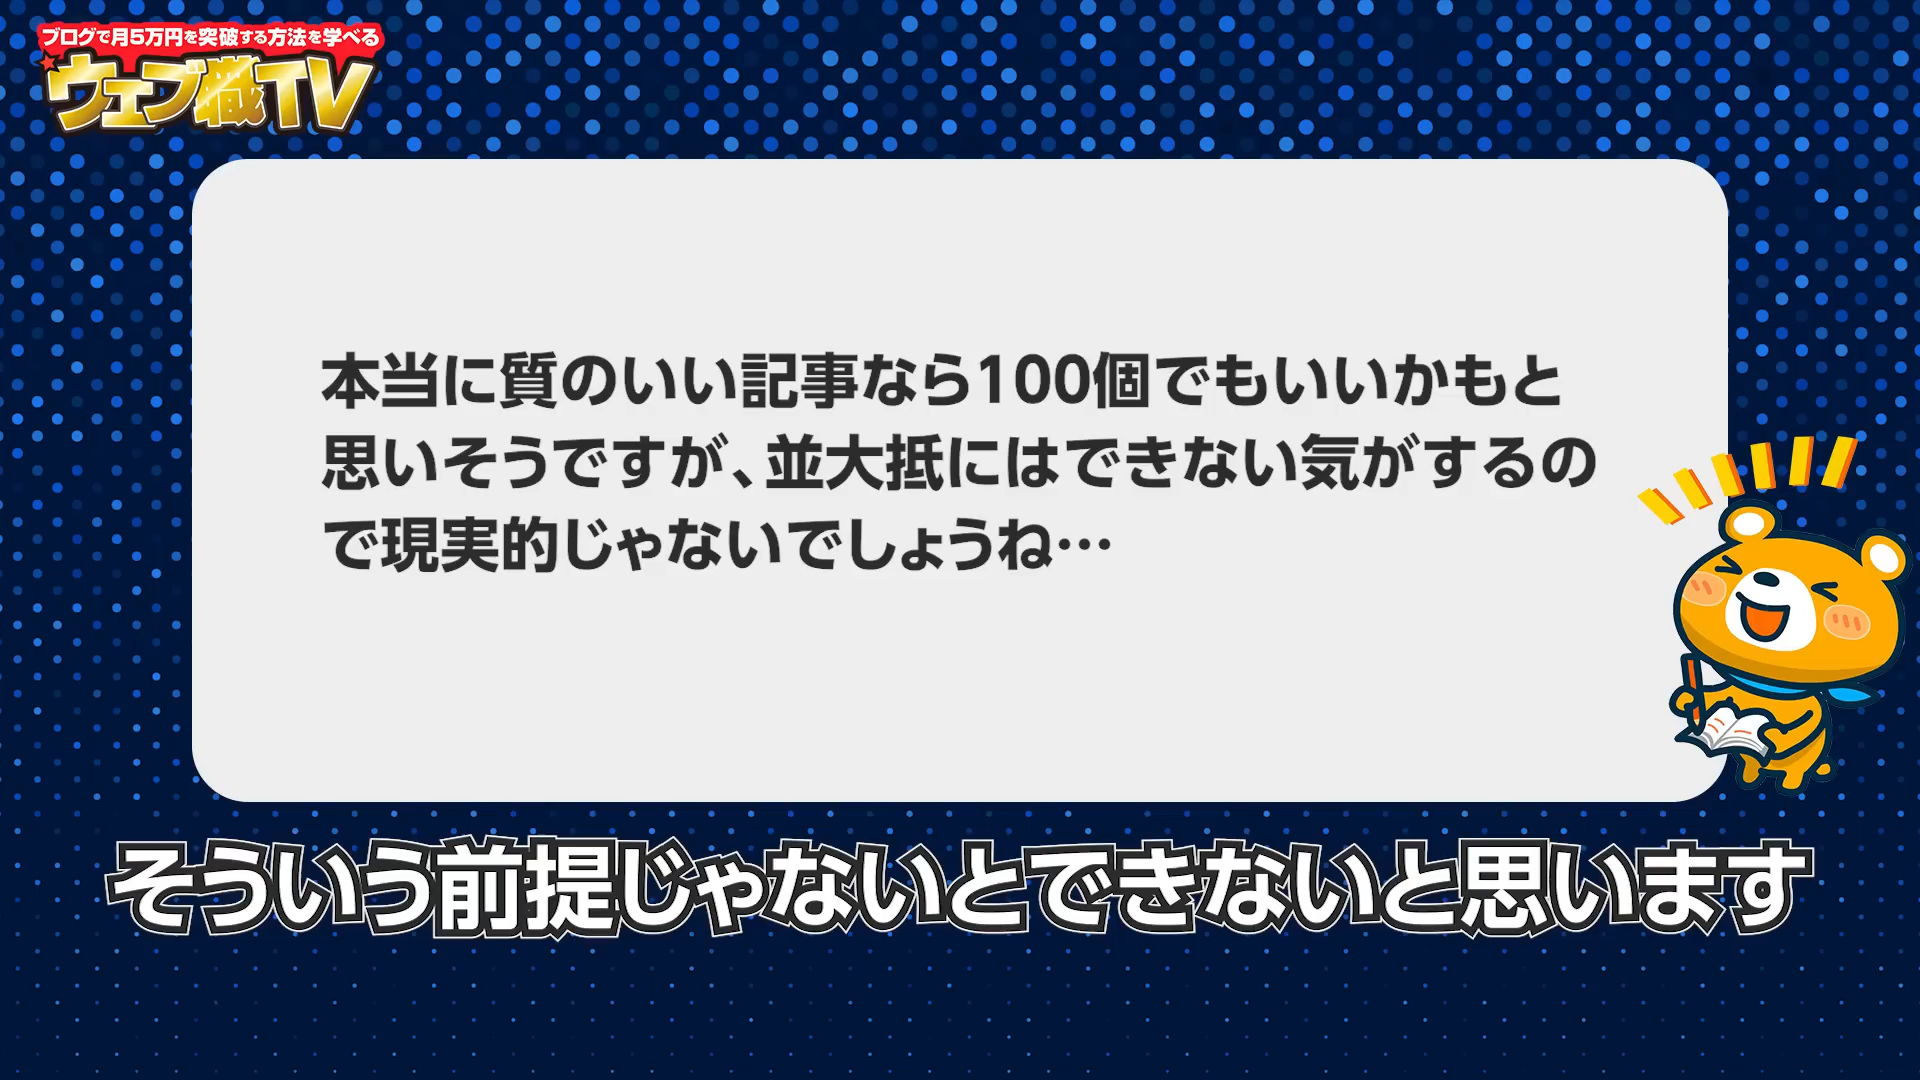 ブログで月5万円を突破する方法を学べる
ウェブ職TV
本当に質のいい記事なら100個でもいいかもと
思いそうですが、並大抵にはできない気がするの
で現実的じゃないでしょうね…
そういう前提じゃないとできないと思います